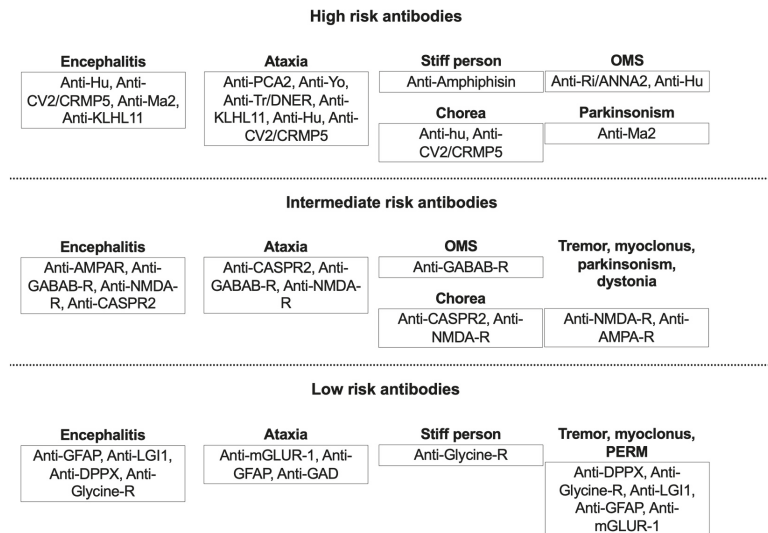 High risk antibodies
Encephalitis
Anti-Hu, Anti-
CV2/CRMP5, Anti-Ma2,
Anti-KLHL11
Ataxia
Anti-PCA2, Anti-Yo,
Anti-Tr/DNER, Anti-
KLHL11, Anti-Hu, Anti-
CV2/CRMP5
Stiff person
Anti-Amphiphisin
OMS
Anti-Ri/ANNA2, Anti-Hu
Chorea
Anti-hu, Anti-
CV2/CRMP5
Parkinsonism
Anti-Ma2
Intermediate risk antibodies
Encephalitis
Anti-AMPAR, Anti-
GABAB-R, Anti-NMDA-
R, Anti-CASPR2
Ataxia
Anti-CASPR2, Anti-
GABAB-R, Anti-NMDA-
R
OMS
Anti-GABAB-R
Chorea
Anti-CASPR2, Anti-
NMDA-R
Tremor, myoclonus,
parkinsonism,
dystonia
Anti-NMDA-R, Anti-
AMPA-R
Low risk antibodies
Encephalitis
Anti-GFAP, Anti-LGI1,
Anti-DPPX, Anti-
Glycine-R
Ataxia
Anti-mGLUR-1, Anti-
GFAP, Anti-GAD
Stiff person
Anti-Glycine-R
Tremor, myoclonus,
PERM
Anti-DPPX, Anti-
Glycine-R, Anti-LGI1,
Anti-GFAP, Anti-
mGLUR-1